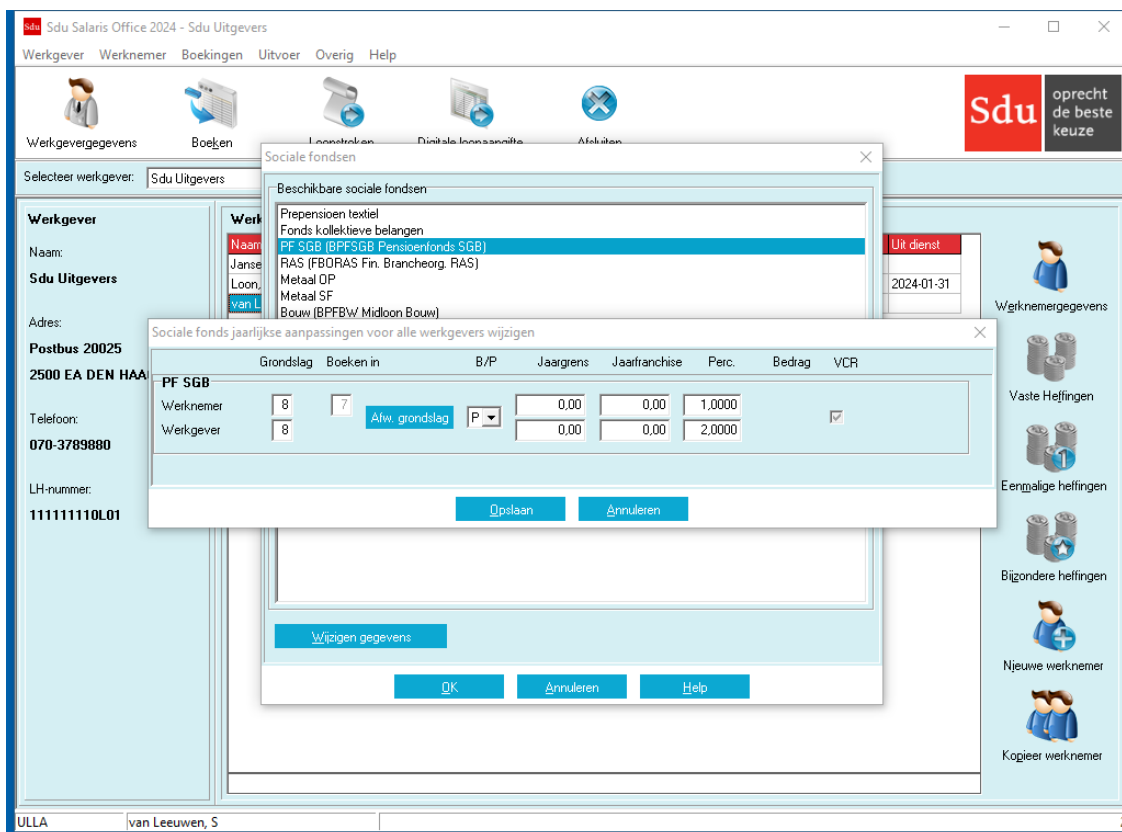 Sdu Sdu Salaris Office 2024 - Sdu Uitgevers
Werkgever Werknemer Boekingen Uitvoer Overig Help
Werkgevergegevens Boeken Loonstroken Digitale loonaangifte Afsluiten
Sdu oprecht
de beste
keuze
Selecteer werkgever: Sdu Uitgevers
Werkgever
Naam:
Sdu Uitgevers
Adres:
Postbus 20025
2500 EA DEN HAA
Telefoon:
070-3789880
LH-nummer:
111111110L01
Werk
Naam Uit dienst
Janse
Loon, 2024-01-31
van L
Sociale fondsen
Beschikbare sociale fondsen
Prepensioen textiel
Fonds kollektieve belangen
PF SGB (BPFSGB Pensioenfonds SGB)
RAS (FBORAS Fin. Brancheorg. RAS)
Metaal OP
Metaal SF
Bouw (BPFBW Midloon Bouw)
Sociale fonds jaarlijkse aanpassingen voor alle werkgevers wijzigen
Grondslag Boeken in B/P Jaargrens Jaarfranchise Perc. Bedrag VCR
PF SGB
Werknemer 8 7 Afw. grondslag P 0,00 0,00 1,0000
Werkgever 8 0,00 0,00 2,0000
Opslaan Annuleren
Wijzigen gegevens
OK Annuleren Help
Werknemergegevens
Vaste Heffingen
Eenmalige heffingen
Bijzondere heffingen
Nieuwe werknemer
Kopieer werknemer
ULLA van Leeuwen, S